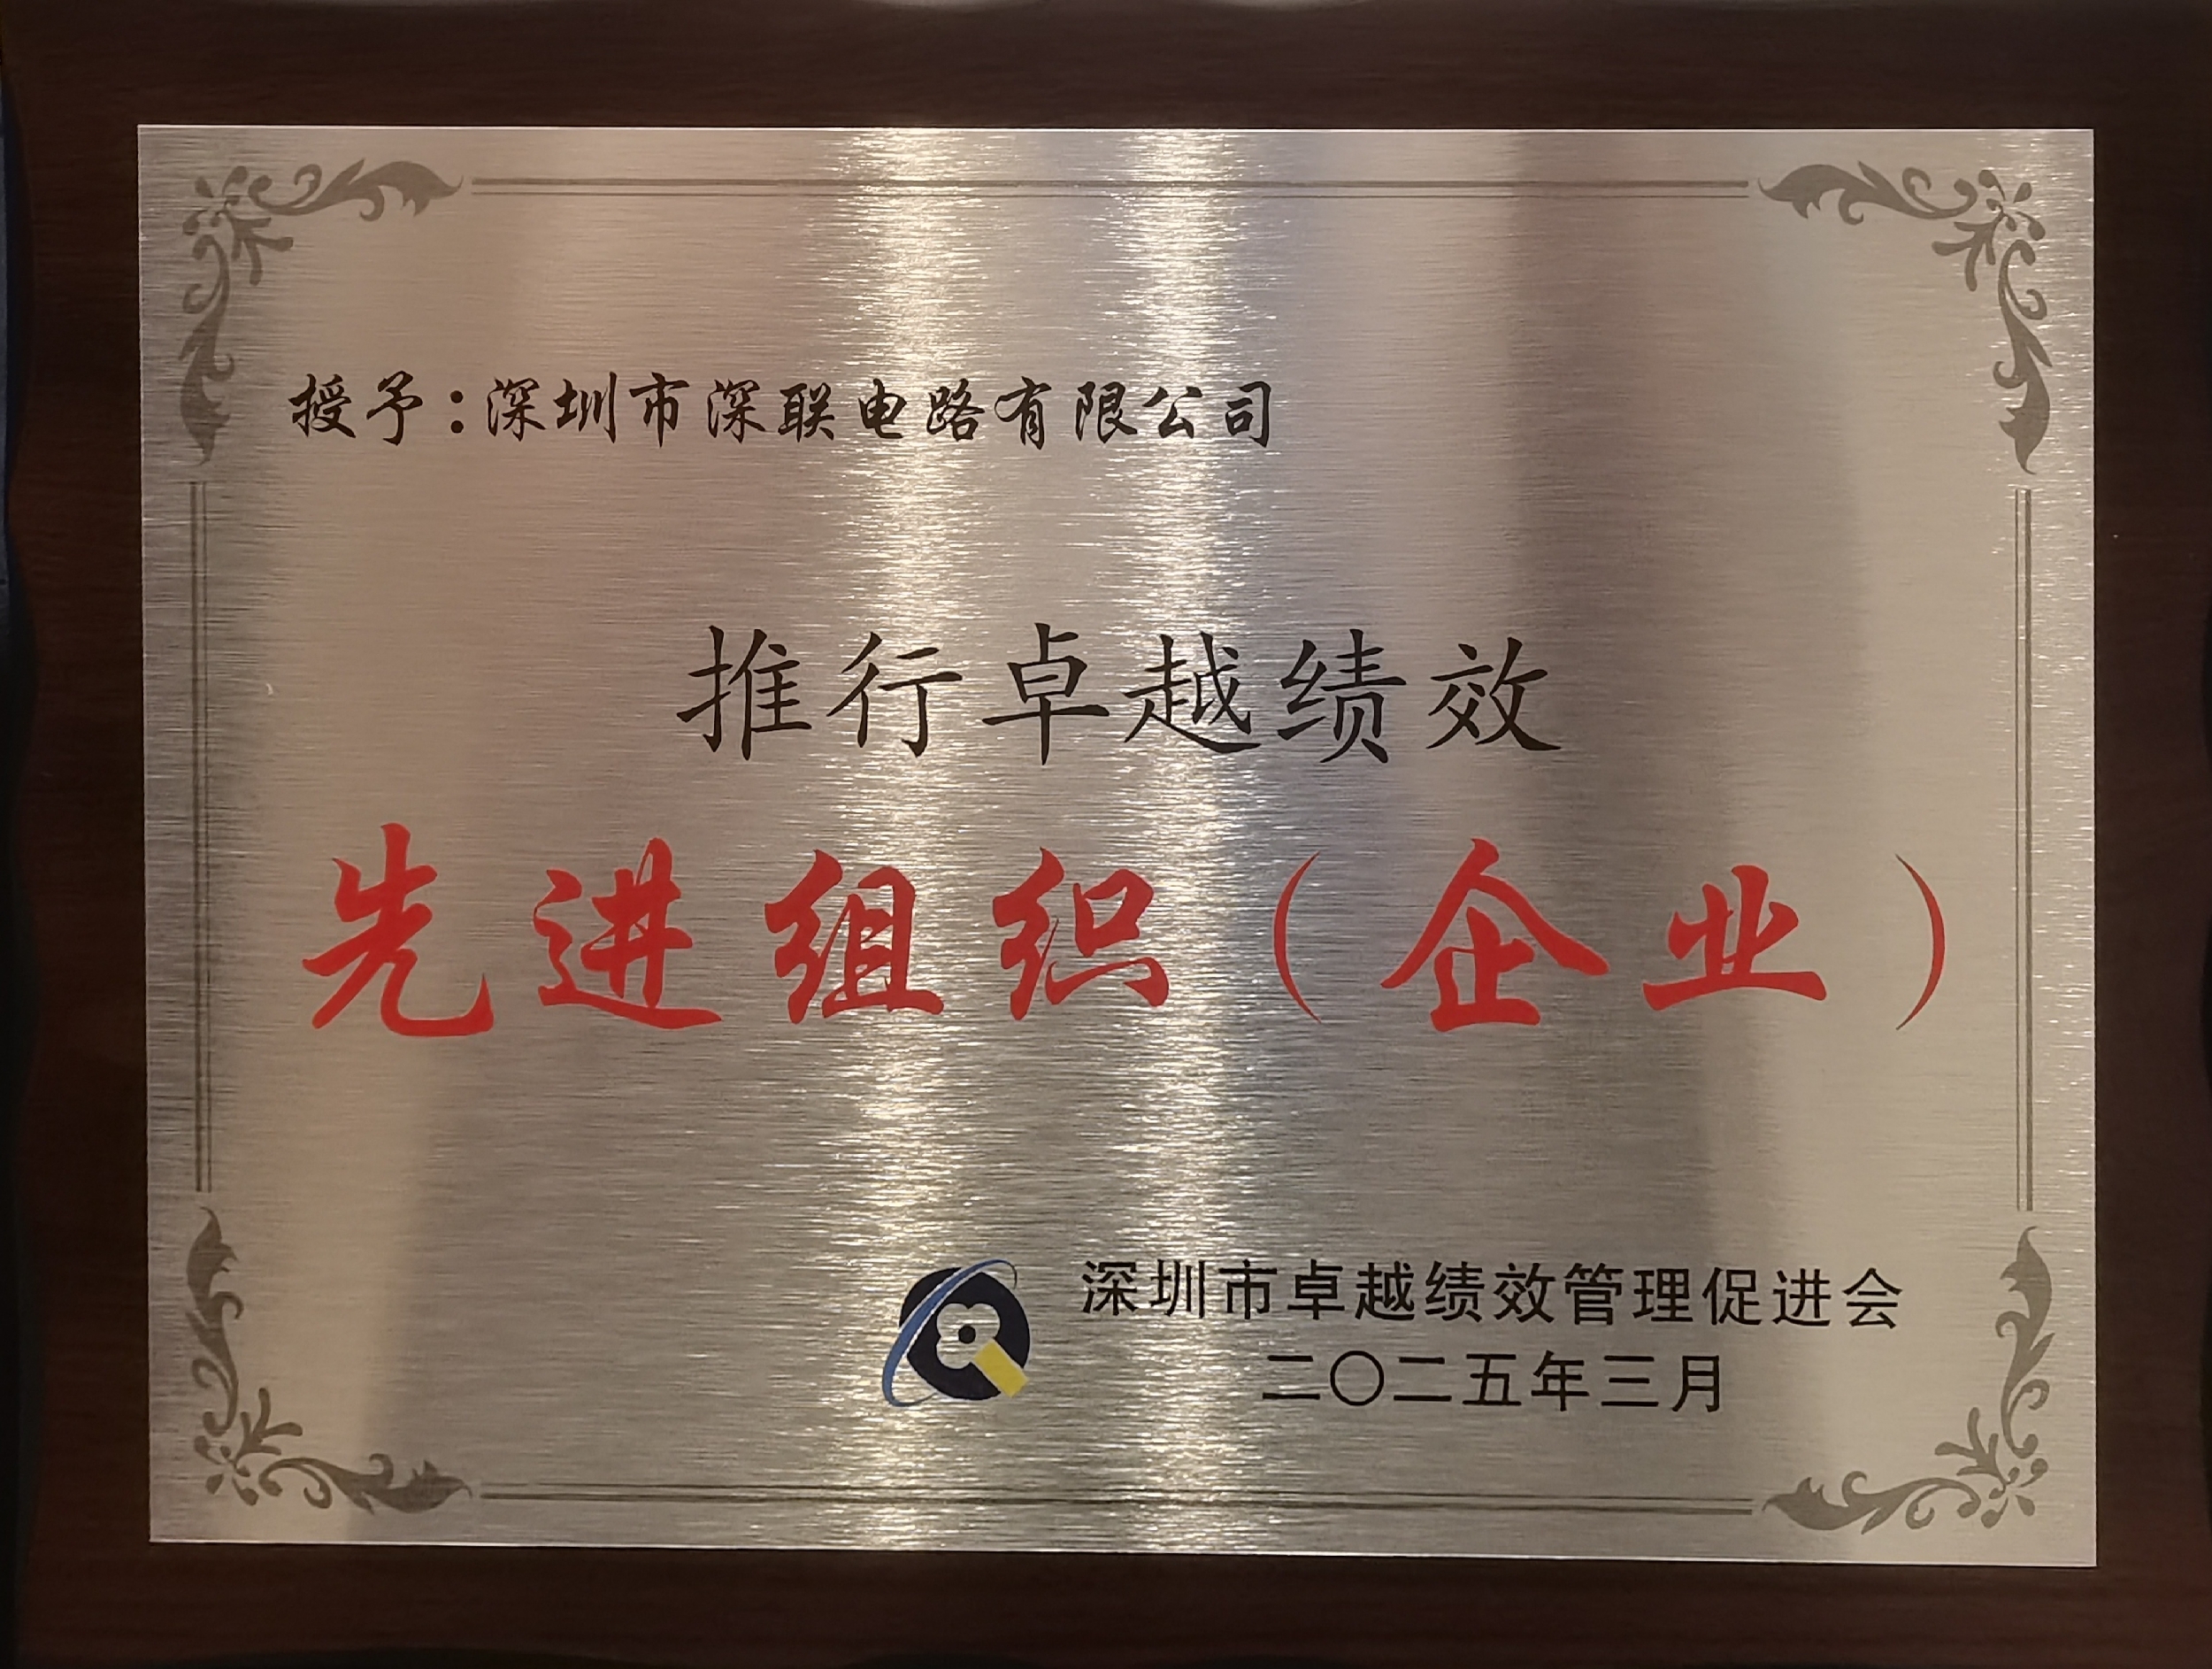 授予：深圳市深联电路有限公司
推行卓越绩效
先进组织（企业）
深圳市卓越绩效管理促进会
二〇二五年三月